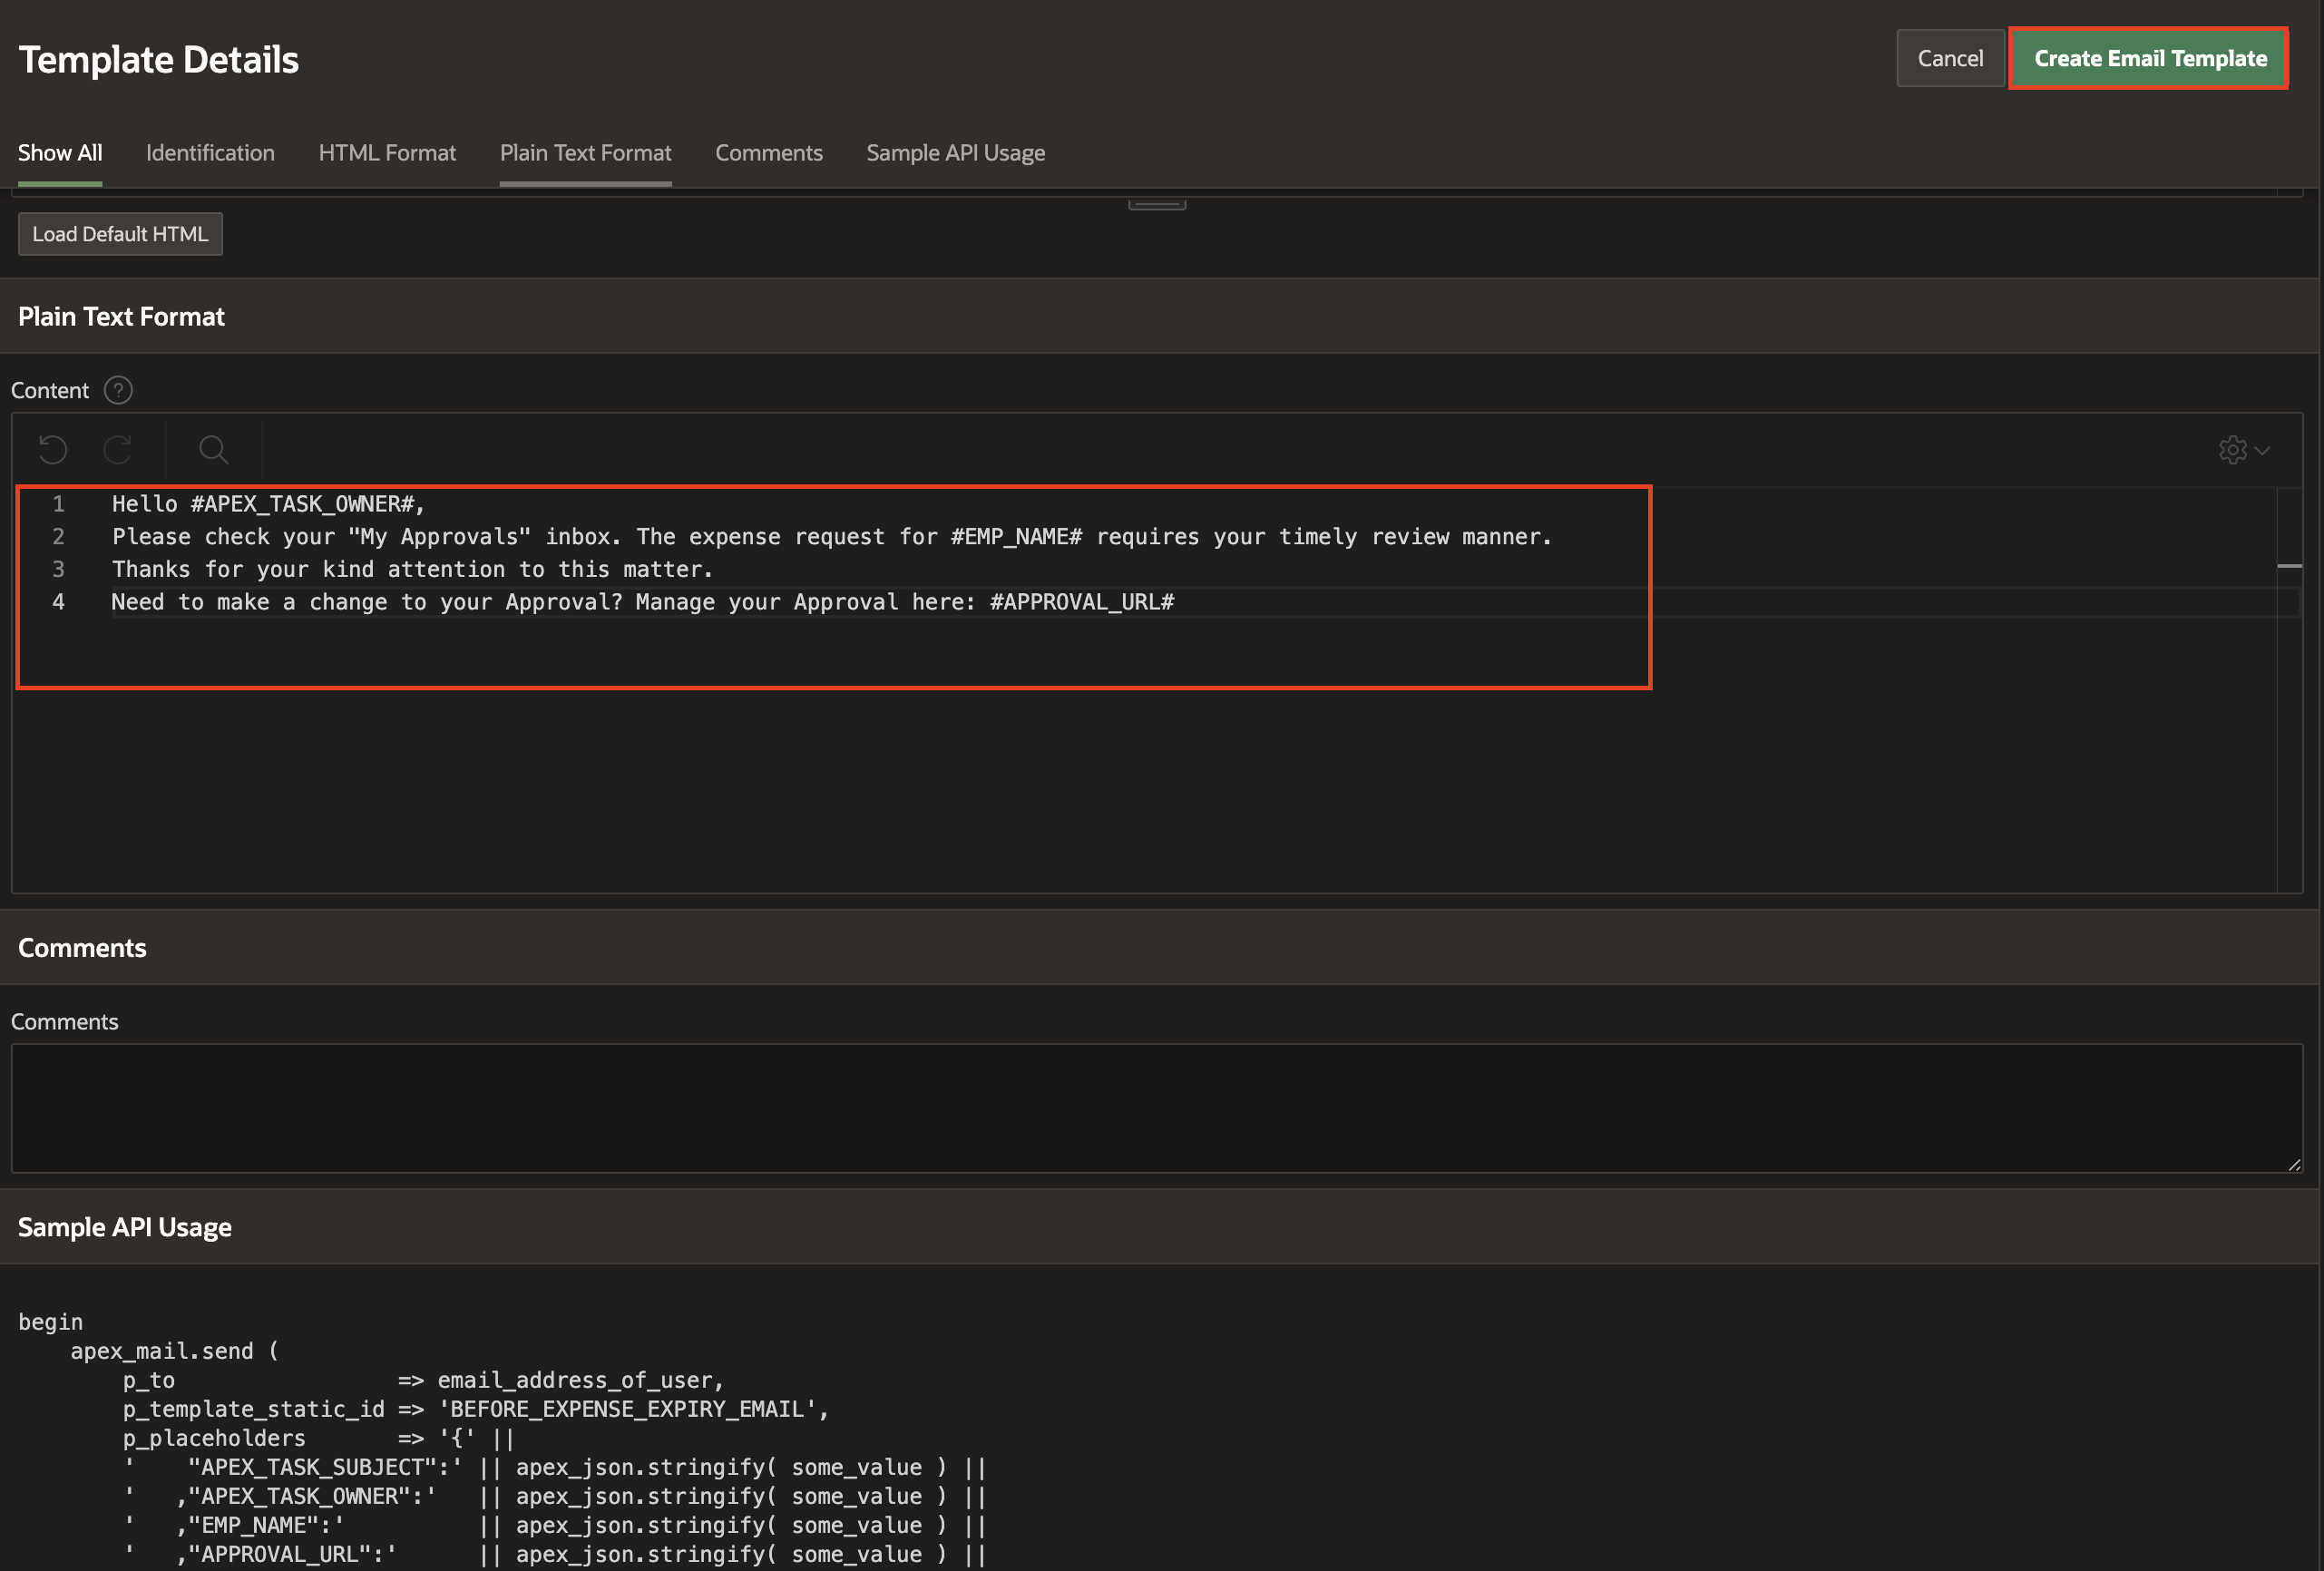 Template Details
Cancel
Create Email Template
Show All
Identification
HTML Format
Plain Text Format
Comments
Sample API Usage
Load Default HTML
Plain Text Format
Content ?
1 Hello #APEX_TASK_OWNER#,
2 Please check your "My Approvals" inbox. The expense request for #EMP_NAME# requires your timely review manner.
3 Thanks for your kind attention to this matter.
4 Need to make a change to your Approval? Manage your Approval here: #APPROVAL_URL#
Comments
Comments
Sample API Usage
begin
    apex_mail.send (
        p_to                 => email_address_of_user,
        p_template_static_id => 'BEFORE_EXPENSE_EXPIRY_EMAIL',
        p_placeholders       => '{' ||
        '    "APEX_TASK_SUBJECT":' || apex_json.stringify( some_value ) ||
        '   ,"APEX_TASK_OWNER":'   || apex_json.stringify( some_value ) ||
        '   ,"EMP_NAME":'          || apex_json.stringify( some_value ) ||
        '   ,"APPROVAL_URL":'      || apex_json.stringify( some_value ) ||